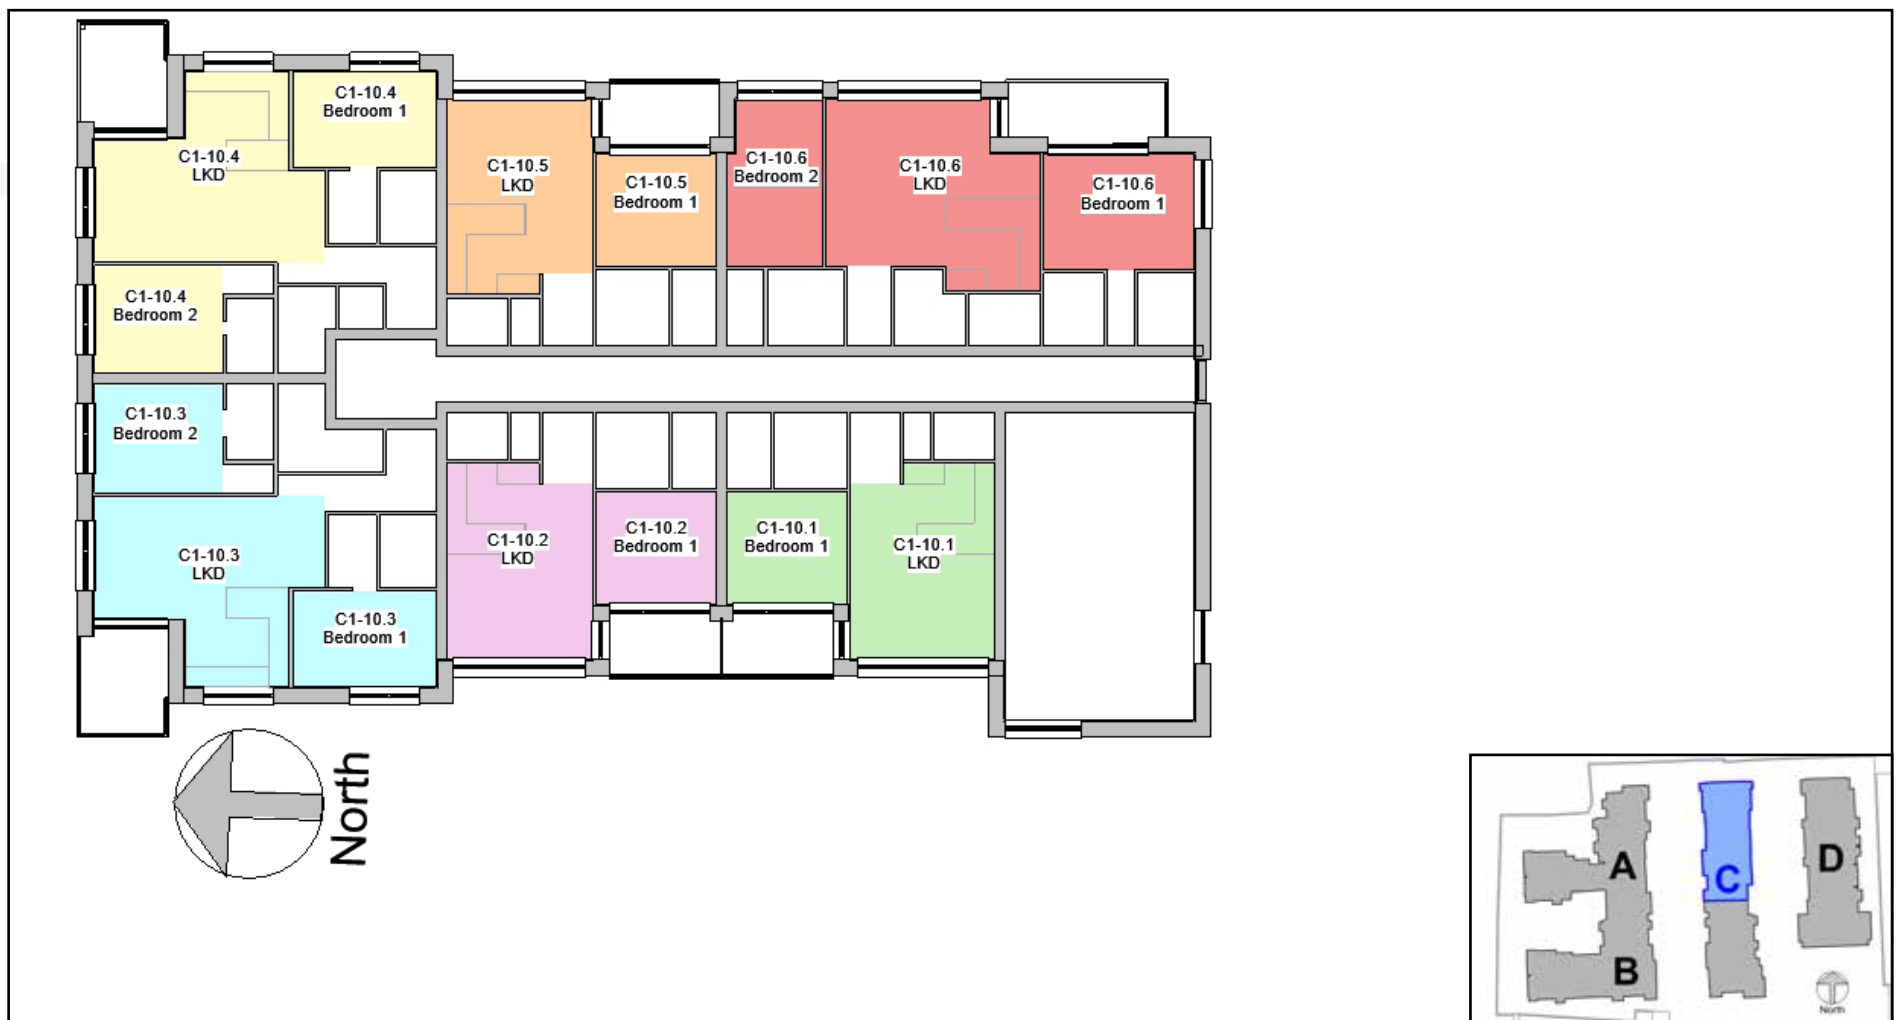 C1-10.4
Bedroom 1
C1-10.4
LKD
C1-10.5
LKD
C1-10.5
Bedroom 1
C1-10.6
Bedroom 2
C1-10.6
LKD
C1-10.6
Bedroom 1
C1-10.4
Bedroom 2
C1-10.3
Bedroom 2
C1-10.3
LKD
C1-10.3
Bedroom 1
C1-10.2
LKD
C1-10.2
Bedroom 1
C1-10.1
Bedroom 1
C1-10.1
LKD
North
A
C
D
B
North